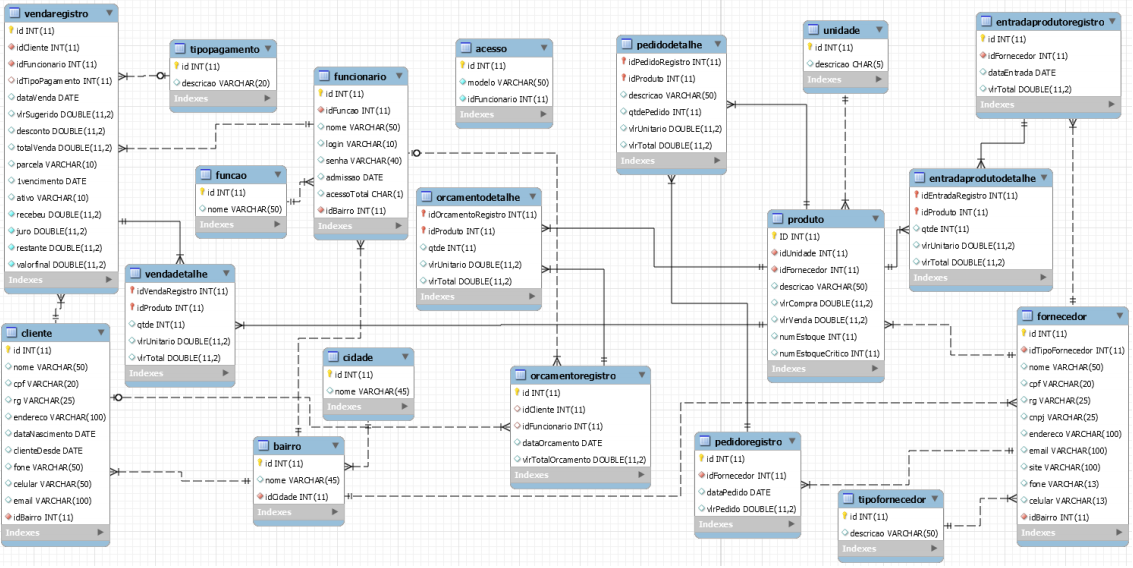 vendaregistro
id INT(11)
idCliente INT(11)
idFuncionario INT(11)
idTipoPagamento INT(11)
dataVenda DATE
vlrSugerido DOUBLE(11,2)
desconto DOUBLE(11,2)
totalVenda DOUBLE(11,2)
parcela VARCHAR(10)
1vencimento DATE
ativo VARCHAR(10)
recebeu DOUBLE(11,2)
juro DOUBLE(11,2)
restante DOUBLE(11,2)
valorfinal DOUBLE(11,2)
Indexes
tipopagamento
id INT(11)
descricao VARCHAR(20)
Indexes
funcionario
id INT(11)
idFuncao INT(11)
nome VARCHAR(50)
login VARCHAR(10)
senha VARCHAR(40)
admissao DATE
acessoTotal CHAR(1)
idBairro INT(11)
Indexes
acesso
id INT(11)
modelo VARCHAR(50)
idFuncionario INT(11)
Indexes
pedidodetalhe
idPedidoRegistro INT(11)
idProduto INT(11)
descricao VARCHAR(50)
qtdePedido INT(11)
vlrUnitario DOUBLE(11,2)
vlrTotal DOUBLE(11,2)
Indexes
unidade
id INT(11)
descricao CHAR(5)
Indexes
entradaprodutoregistro
id INT(11)
idFornecedor INT(11)
dataEntrada DATE
vlrTotal DOUBLE(11,2)
Indexes
funcao
id INT(11)
nome VARCHAR(50)
Indexes
orcamentodetalhe
idOrcamentoRegistro INT(11)
idProduto INT(11)
qtde INT(11)
vlrUnitario DOUBLE(11,2)
vlrTotal DOUBLE(11,2)
Indexes
entradaprodutodetalhe
idEntradaRegistro INT(11)
idProduto INT(11)
qtde INT(11)
vlrUnitario DOUBLE(11,2)
vlrTotal DOUBLE(11,2)
Indexes
produto
ID INT(11)
idUnidade INT(11)
idFornecedor INT(11)
descricao VARCHAR(50)
vlrCompra DOUBLE(11,2)
vlrVenda DOUBLE(11,2)
numEstoque INT(11)
numEstoqueCritico INT(11)
Indexes
vendadetalhe
idVendaRegistro INT(11)
idProduto INT(11)
qtde INT(11)
vlrUnitario DOUBLE(11,2)
vlrTotal DOUBLE(11,2)
Indexes
cliente
id INT(11)
nome VARCHAR(50)
cpf VARCHAR(20)
rg VARCHAR(25)
endereco VARCHAR(100)
dataNascimento DATE
clienteDesde DATE
fone VARCHAR(50)
celular VARCHAR(50)
email VARCHAR(100)
idBairro INT(11)
Indexes
cidade
id INT(11)
nome VARCHAR(45)
Indexes
fornecedor
id INT(11)
idTipoFornecedor INT(11)
nome VARCHAR(50)
cpf VARCHAR(20)
rg VARCHAR(25)
cnpj VARCHAR(25)
endereco VARCHAR(100)
email VARCHAR(100)
site VARCHAR(100)
fone VARCHAR(13)
celular VARCHAR(13)
idBairro INT(11)
Indexes
orcamentoregistro
id INT(11)
idCliente INT(11)
idFuncionario INT(11)
dataOrcamento DATE
vlrTotalOrcamento DOUBLE(11,2)
Indexes
bairro
id INT(11)
nome VARCHAR(45)
idCidade INT(11)
Indexes
pedidoregistro
id INT(11)
idFornecedor INT(11)
dataPedido DATE
vlrPedido DOUBLE(11,2)
Indexes
tipofornecedor
id INT(11)
descricao VARCHAR(50)
Indexes